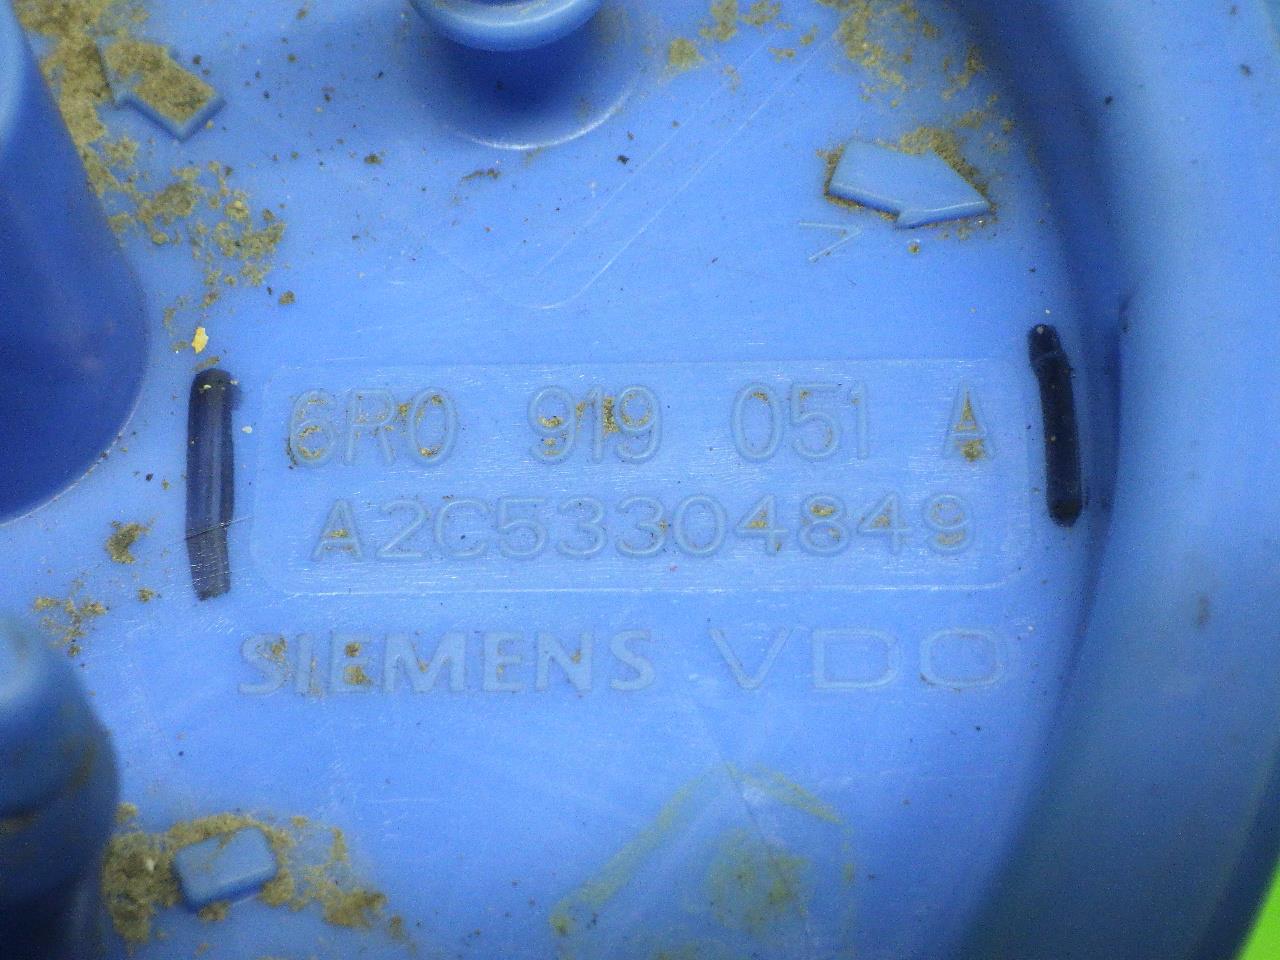 6R0 919 051 A
A2C53304849
SIEMENS VDO